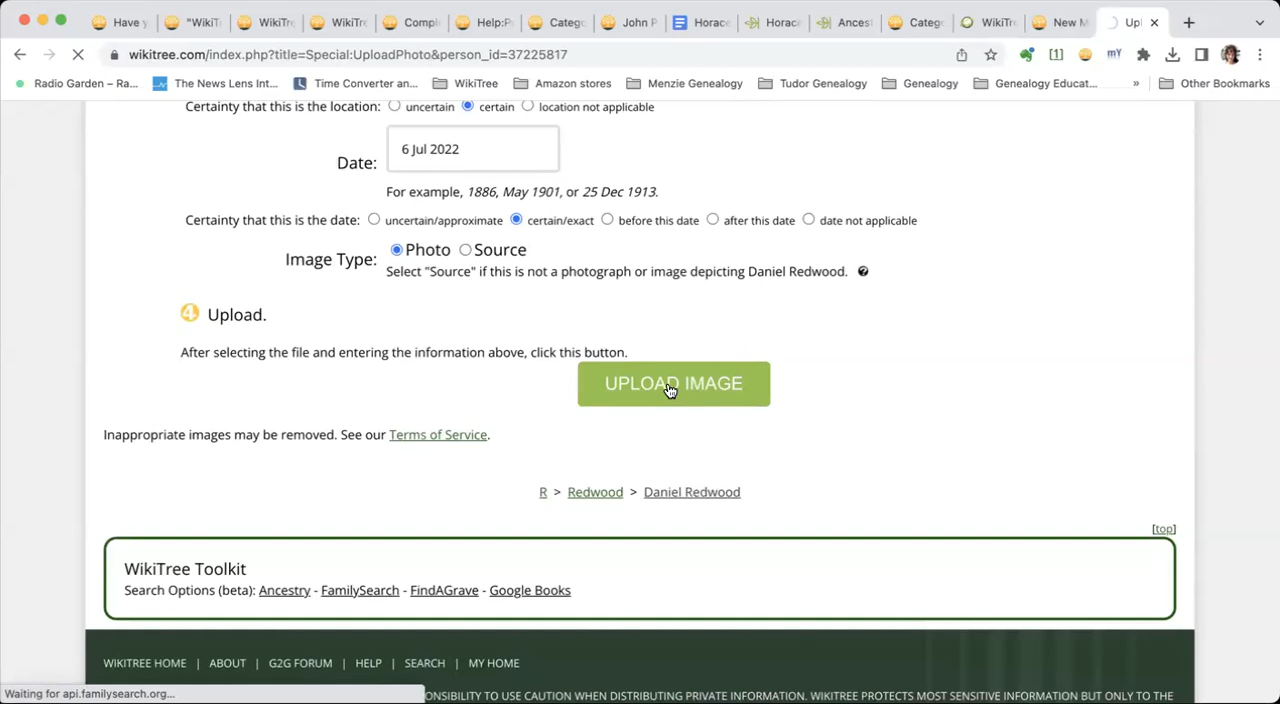 Have y "WikiTr WikiTre WikiTre Compl Help:Pr Catego John P Horace Horac Ancest Catego WikiTre New M Upl
wikitree.com/index.php?title=Special:UploadPhoto&person_id=37225817
Radio Garden – Ra... The News Lens Int... Time Converter an... WikiTree Amazon stores Menzie Genealogy Tudor Genealogy Genealogy Genealogy Educat... » Other Bookmarks
Certainty that this is the location: uncertain certain location not applicable
Date: 6 Jul 2022
For example, 1886, May 1901, or 25 Dec 1913.
Certainty that this is the date: uncertain/approximate certain/exact before this date after this date date not applicable
Image Type: Photo Source
Select "Source" if this is not a photograph or image depicting Daniel Redwood.
4 Upload.
After selecting the file and entering the information above, click this button.
UPLOAD IMAGE
Inappropriate images may be removed. See our Terms of Service.
R > Redwood > Daniel Redwood
[top]
WikiTree Toolkit
Search Options (beta): Ancestry - FamilySearch - FindAGrave - Google Books
WIKITREE HOME | ABOUT | G2G FORUM | HELP | SEARCH | MY HOME
Waiting for api.familysearch.org...
ONSIBILITY TO USE CAUTION WHEN DISTRIBUTING PRIVATE INFORMATION. WIKITREE PROTECTS MOST SENSITIVE INFORMATION BUT ONLY TO THE